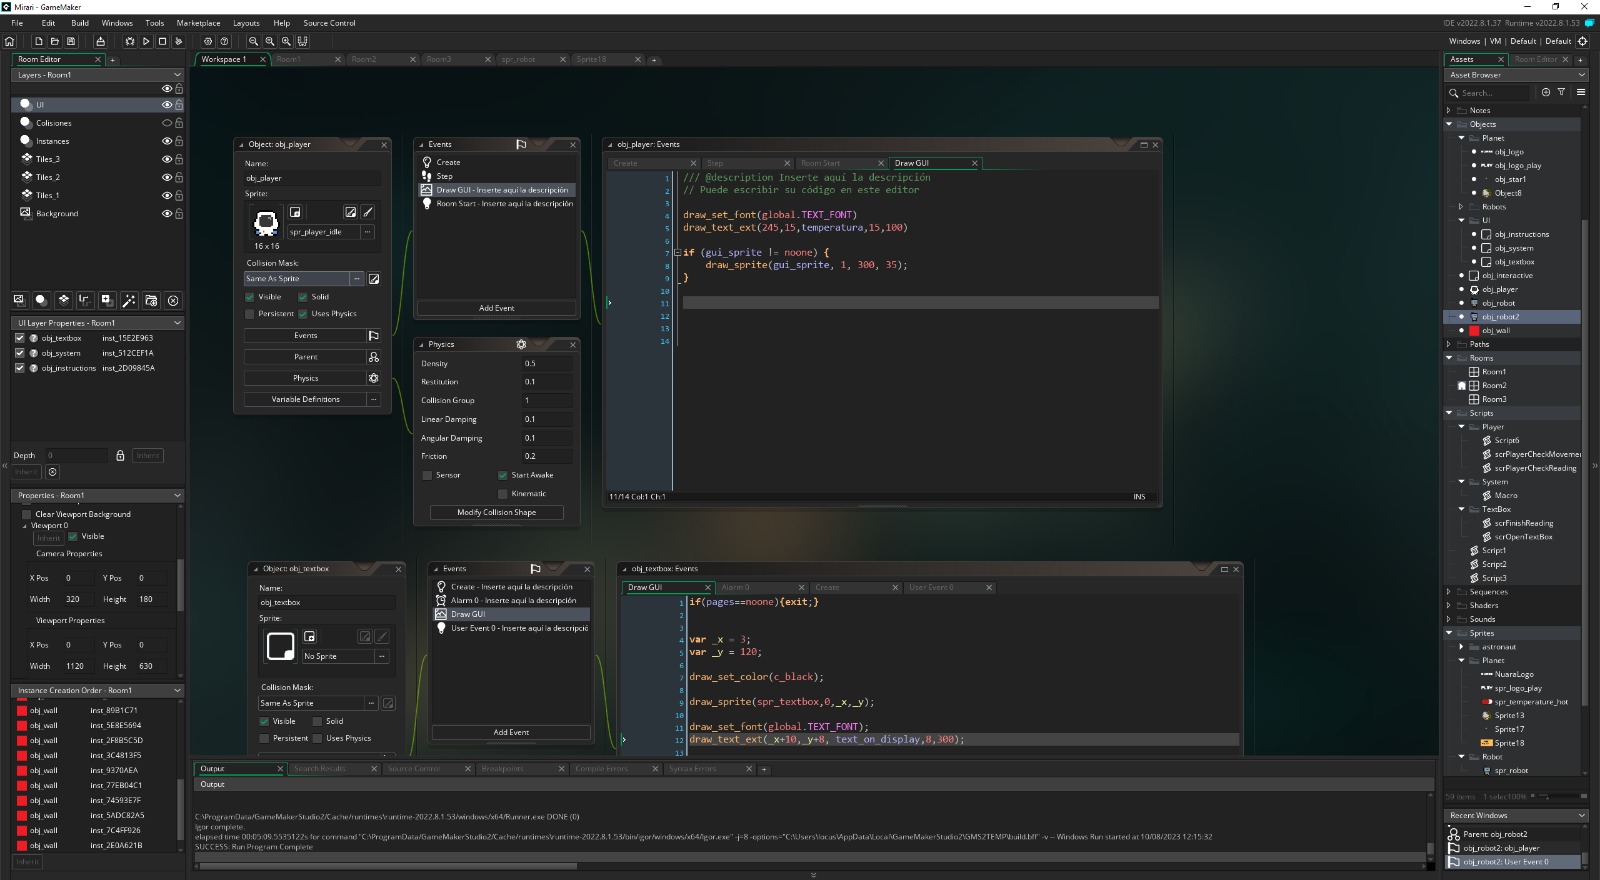 Mirari - GameMaker
File Edit Build Windows Tools Marketplace Layouts Help Source Control
IDE v2022.8.1.37 Runtime v2022.8.1.53
Windows | VM | Default | Default
Room Editor
Layers - Room1
UI
Colisiones
Instances
Tiles_3
Tiles_2
Tiles_1
Background
UI Layer Properties - Room1
obj_textbox inst_15E2E963
obj_system inst_512CEF1A
obj_instructions inst_2D09845A
Depth 0 Inherit
Inherit
Properties - Room1
Clear Viewport Background
Viewport 0
Inherit Visible
Camera Properties
X Pos 0 Y Pos 0
Width 320 Height 180
Viewport Properties
X Pos 0 Y Pos 0
Width 1120 Height 630
Instance Creation Order - Room1
obj_wall inst_89B1C71
obj_wall inst_5E8E5694
obj_wall inst_2F8B5C5D
obj_wall inst_3C4813F5
obj_wall inst_9370AEA
obj_wall inst_77EB04C1
obj_wall inst_74593E7F
obj_wall inst_5ADC82A5
obj_wall inst_7C4FF926
obj_wall inst_2E0A621B
Inherit
Workspace 1 Room1 Room2 Room3 spr_robot Sprite18
Object: obj_player
Name:
obj_player
Sprite:
spr_player_idle
16 x 16
Collision Mask:
Same As Sprite
Visible Solid
Persistent Uses Physics
Events
Parent
Physics
Variable Definitions
Events
Create
Step
Draw GUI - Inserte aquí la descripción
Room Start - Inserte aquí la descripción
Add Event
Physics
Density 0.5
Restitution 0.1
Collision Group 1
Linear Damping 0.1
Angular Damping 0.1
Friction 0.2
Sensor Start Awake
Kinematic
Modify Collision Shape
obj_player: Events
Create Step Room Start Draw GUI
1 /// @description Inserte aquí la descripción
2 // Puede escribir su código en este editor
3
4 draw_set_font(global.TEXT_FONT)
5 draw_text_ext(245,15,temperatura,15,100)
6
7 if (gui_sprite != noone) {
8 draw_sprite(gui_sprite, 1, 300, 35);
9 }
10
11
12
13
14
11/14 Col:1 Ch:1 INS
Object: obj_textbox
Name:
obj_textbox
Sprite:
No Sprite
Collision Mask:
Same As Sprite
Visible Solid
Persistent Uses Physics
Events
Create - Inserte aquí la descripción
Alarm 0 - Inserte aquí la descripción
Draw GUI
User Event 0 - Inserte aquí la descripció
Add Event
obj_textbox: Events
Draw GUI Alarm 0 Create User Event 0
1 if(pages==noone){exit;}
2
3
4 var _x = 3;
5 var _y = 120;
6
7 draw_set_color(c_black);
8
9 draw_sprite(spr_textbox,0,_x,_y);
10
11 draw_set_font(global.TEXT_FONT);
12 draw_text_ext(_x+10,_y+8, text_on_display,8,300);
13
Output Search Results Source Control Breakpoints Compile Errors Syntax Errors
Output
C:\ProgramData/GameMakerStudio2/Cache/runtimes\runtime-2022.8.1.53/windows/x64/Runner.exe DONE (0)
Igor complete.
elapsed time 00:05:09.5535122s for command "C:\ProgramData/GameMakerStudio2/Cache/runtimes\runtime-2022.8.1.53/bin/igor/windows/x64/Igor.exe" -j=8 -options="C:\Users\locus\AppData\Local\GameMakerStudio2\GMS2TEMP\build.bff" -v -- Windows Run started at 10/08/2023 12:15:32
SUCCESS: Run Program Complete
Assets Room Editor
Asset Browser
Search...
Notes
Objects
Planet
obj_logo
obj_logo_play
obj_star1
Object8
Robots
UI
obj_instructions
obj_system
obj_textbox
obj_interactive
obj_player
obj_robot
obj_robot2
obj_wall
Paths
Rooms
Room1
Room2
Room3
Scripts
Player
Script6
scrPlayerCheckMovemen
scrPlayerCheckReading
System
Macro
TextBox
scrFinishReading
scrOpenTextBox
Script1
Script2
Script3
Sequences
Shaders
Sounds
Sprites
astronaut
Planet
NuaraLogo
spr_logo_play
spr_temperature_hot
Sprite13
Sprite17
Sprite18
Robot
spr_robot
59 items 1 select 100%
Recent Windows
Parent: obj_robot2
obj_robot2: obj_player
obj_robot2: User Event 0